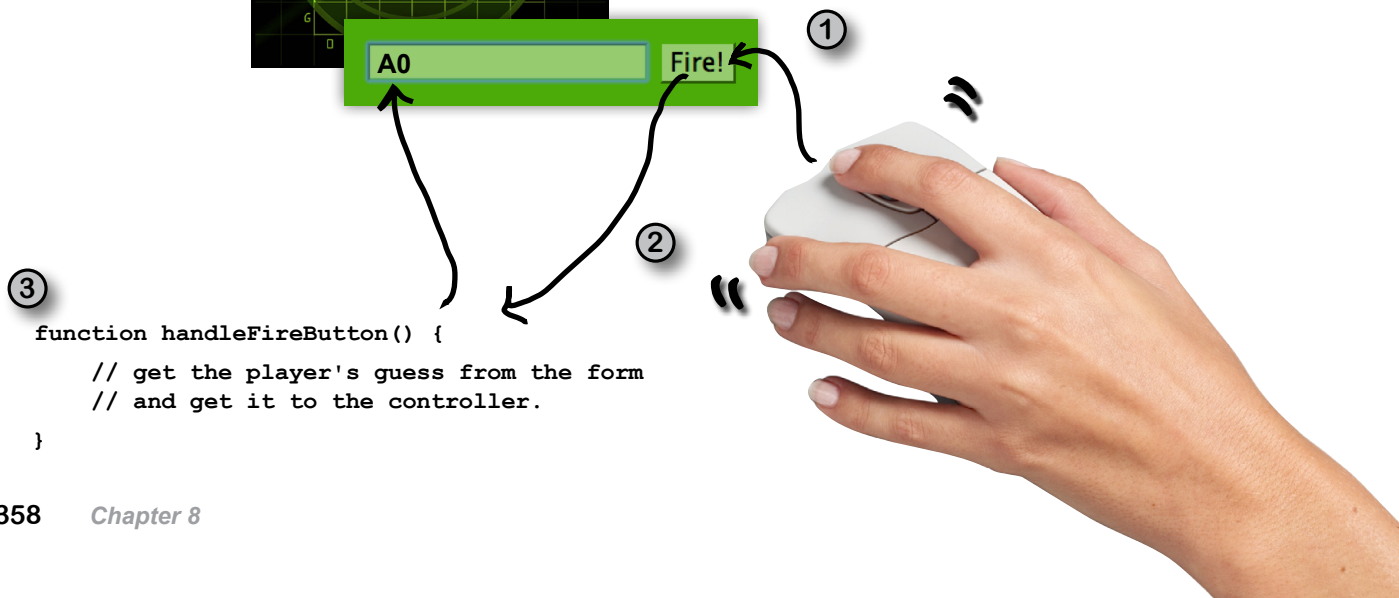 G
D
A0
Fire!
1
2
3
function handleFireButton() {
// get the player's guess from the form
// and get it to the controller.
}
358 Chapter 8